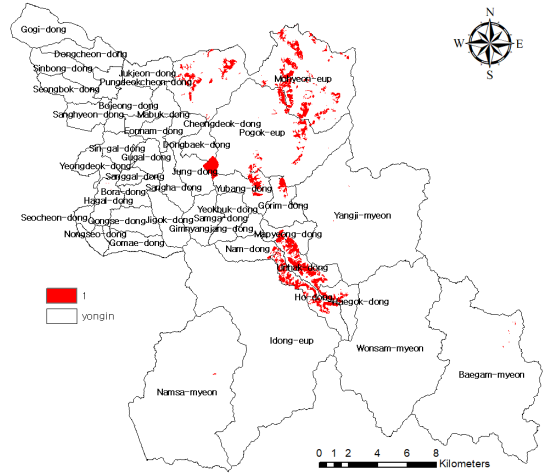 N
W
E
S
Gogi-dong
Dongcheon-dong
Sinbong-dong
Jukjeon-dong
Pungdeokcheon-dong
Seongbok-dong
Bojeong-dong
Sanghyeon-dong
Mabuk-dong
Cheongdeok-dong
Eonnam-dong
Mohyeon-eup
Pogok-eup
Dongbaek-dong
Sin-gal-dong
Gugal-dong
Yeongdeok-dong
Sanggal-dong
Jung-dong
Bora-dong
Sangha-dong
Yubang-dong
Hagal-dong
Yeokbuk-dong
Gorim-dong
Seocheon-dong
Gongse-dong
Jigok-dong
Samga-dong
Yangji-myeon
Nongseo-dong
Gimnyangjang-dong
Mapyeong-dong
Gomae-dong
Nam-dong
Unhak-dong
Ho-dong
Haegok-dong
1
yongin
Idong-eup
Wonsam-myeon
Baegam-myeon
Namsa-myeon
0 1 2 4 6 8
Kilometers